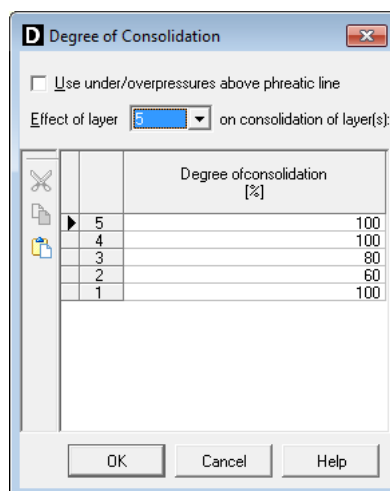 D Degree of Consolidation
Use under/overpressures above phreatic line
Effect of layer 5 on consolidation of layer(s):
Degree ofconsolidation
[%]
5 100
4 100
3 80
2 60
1 100
OK Cancel Help